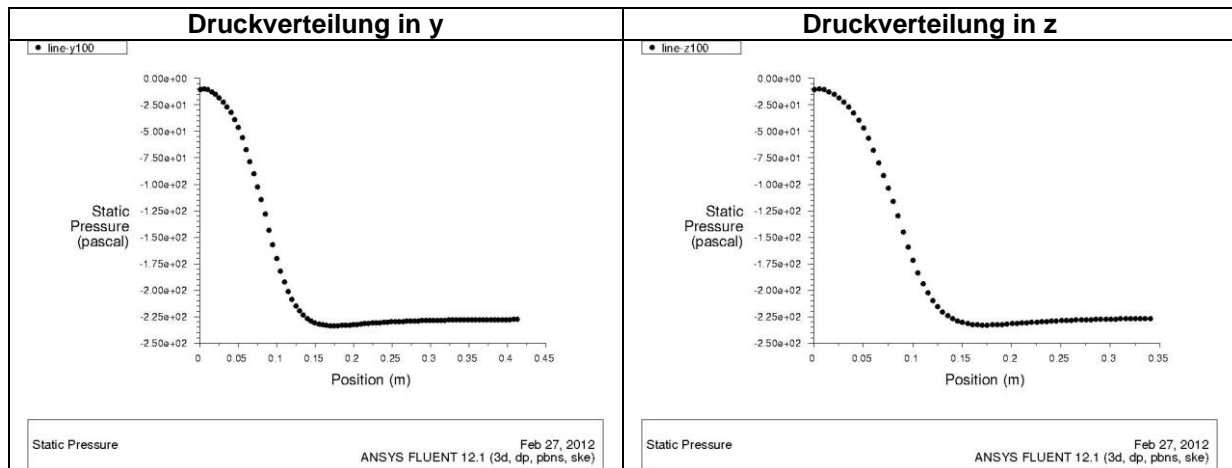 Druckverteilung in y
line-y100
0.00e+00
-2.50e+01
-5.00e+01
-7.50e+01
-1.00e+02
-1.25e+02
-1.50e+02
-1.75e+02
-2.00e+02
-2.25e+02
-2.50e+02
Static
Pressure
(pascal)
0 0.05 0.1 0.15 0.2 0.25 0.3 0.35 0.4 0.45
Position (m)
Static Pressure
Feb 27, 2012
ANSYS FLUENT 12.1 (3d, dp, pbns, ske)
Druckverteilung in z
line-z100
0.00e+00
-2.50e+01
-5.00e+01
-7.50e+01
-1.00e+02
-1.25e+02
-1.50e+02
-1.75e+02
-2.00e+02
-2.25e+02
-2.50e+02
Static
Pressure
(pascal)
0 0.05 0.1 0.15 0.2 0.25 0.3 0.35
Position (m)
Static Pressure
Feb 27, 2012
ANSYS FLUENT 12.1 (3d, dp, pbns, ske)